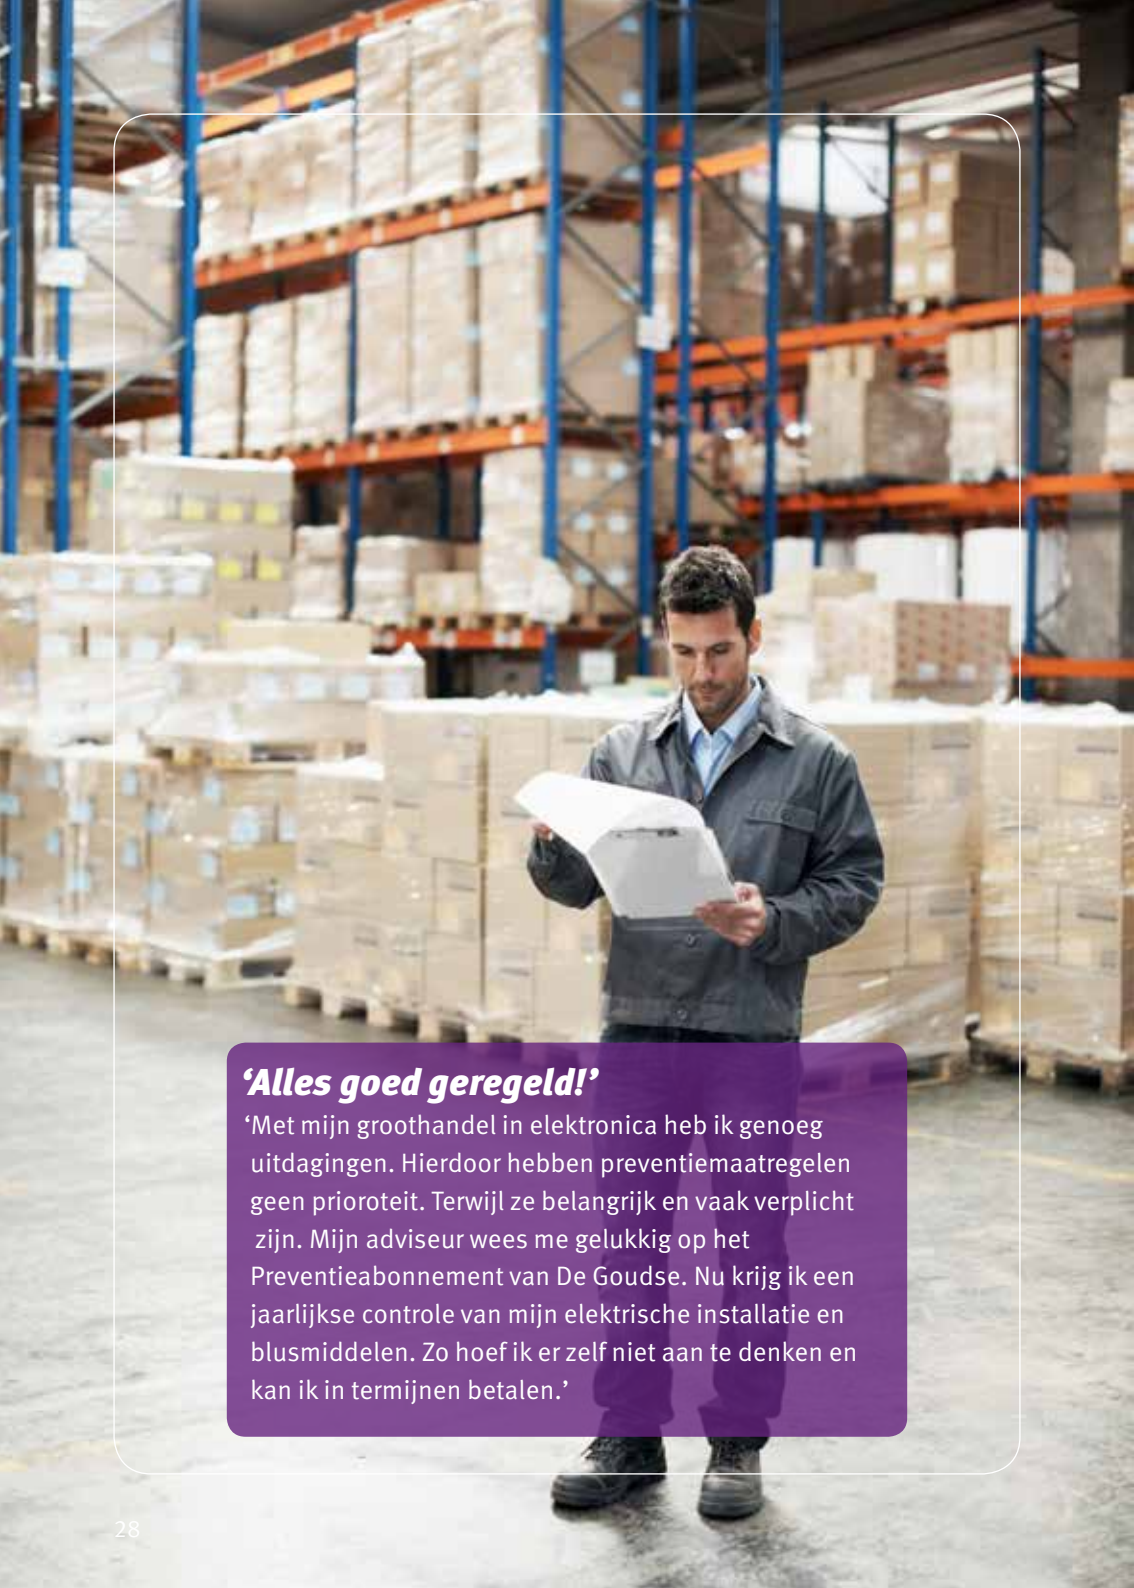 ‘Alles goed geregeld!’
‘Met mijn groothandel in elektronica heb ik genoeg
uitdagingen. Hierdoor hebben preventiemaatregelen
geen prioroteit. Terwijl ze belangrijk en vaak verplicht
zijn. Mijn adviseur wees me gelukkig op het
Preventieabonnement van De Goudse. Nu krijg ik een
jaarlijkse controle van mijn elektrische installatie en
blusmiddelen. Zo hoef ik er zelf niet aan te denken en
kan ik in termijnen betalen.’
28